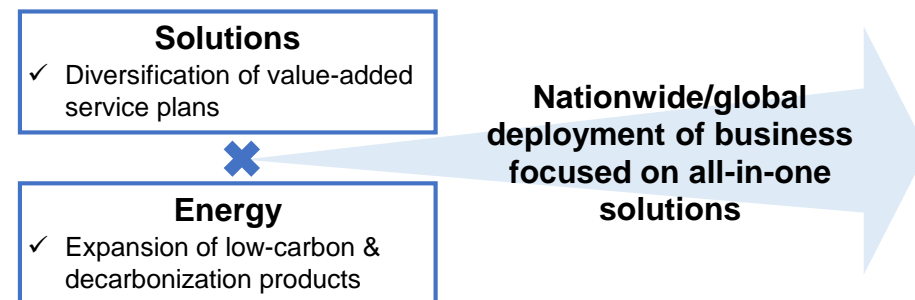 Solutions
✓ Diversification of value-added
service plans
Energy
✓ Expansion of low-carbon &
decarbonization products
Nationwide/global
deployment of business
focused on all-in-one
solutions